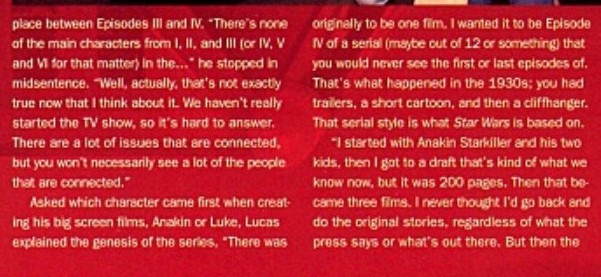 place between Episodes III and IV. "There's none
of the main characters from I, II, and III (or IV, V
and VI for that matter) in the..." he stopped in
midsentence. "Well, actually, that's not exactly
true now that I think about it. We haven't really
started the TV show, so it's hard to answer.
There are a lot of issues that are connected,
but you won't necessarily see a lot of the people
that are connected."
Asked which character came first when creat-
ing his big screen films, Anakin or Luke, Lucas
explained the genesis of the series, "There was
originally to be one film. I wanted it to be Episode
IV of a serial (maybe out of 12 or something) that
you would never see the first or last episodes of.
That's what happened in the 1930s; you had
trailers, a short cartoon, and then a cliffhanger.
That serial style is what Star Wars is based on.
"I started with Anakin Starkiller and his two
kids, then I got to a draft that's kind of what we
know now, but it was 200 pages. Then that be-
came three films. I never thought I'd go back and
do the original stories, regardless of what the
press says or what's out there. But then the